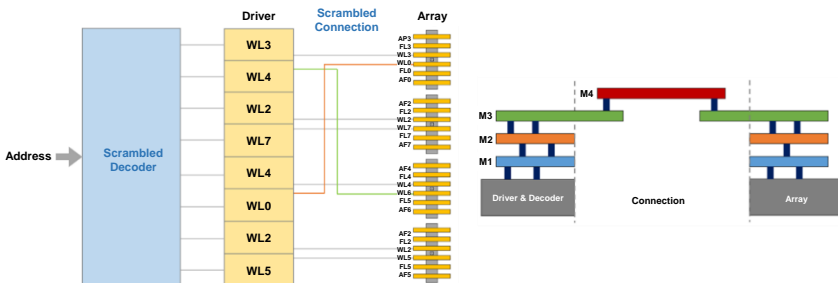 Driver
Scrambled
Connection
Array
Address
Scrambled
Decoder
WL3
WL4
WL2
WL7
WL4
WL0
WL2
WL5
AP3
FL3
WL3
WL0
FL0
AF0
AF2
FL2
WL2
WL7
FL7
AF7
AF4
FL4
WL4
WL6
FL5
AF6
AF2
FL2
WL2
WL5
FL5
AF5
M4
M3
M2
M1
Driver & Decoder
Connection
Array